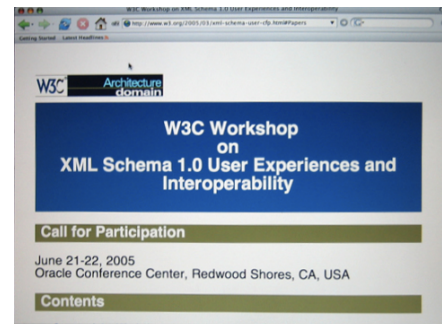 W3C Workshop on XML Schema 1.0 User Experiences and Interoperability
http://www.w3.org/2005/03/xml-schema-user-cfp.html#Papers
Getting Started Latest Headlines
W3C Architecture
domain
W3C Workshop
on
XML Schema 1.0 User Experiences and
Interoperability
Call for Participation
June 21-22, 2005
Oracle Conference Center, Redwood Shores, CA, USA
Contents